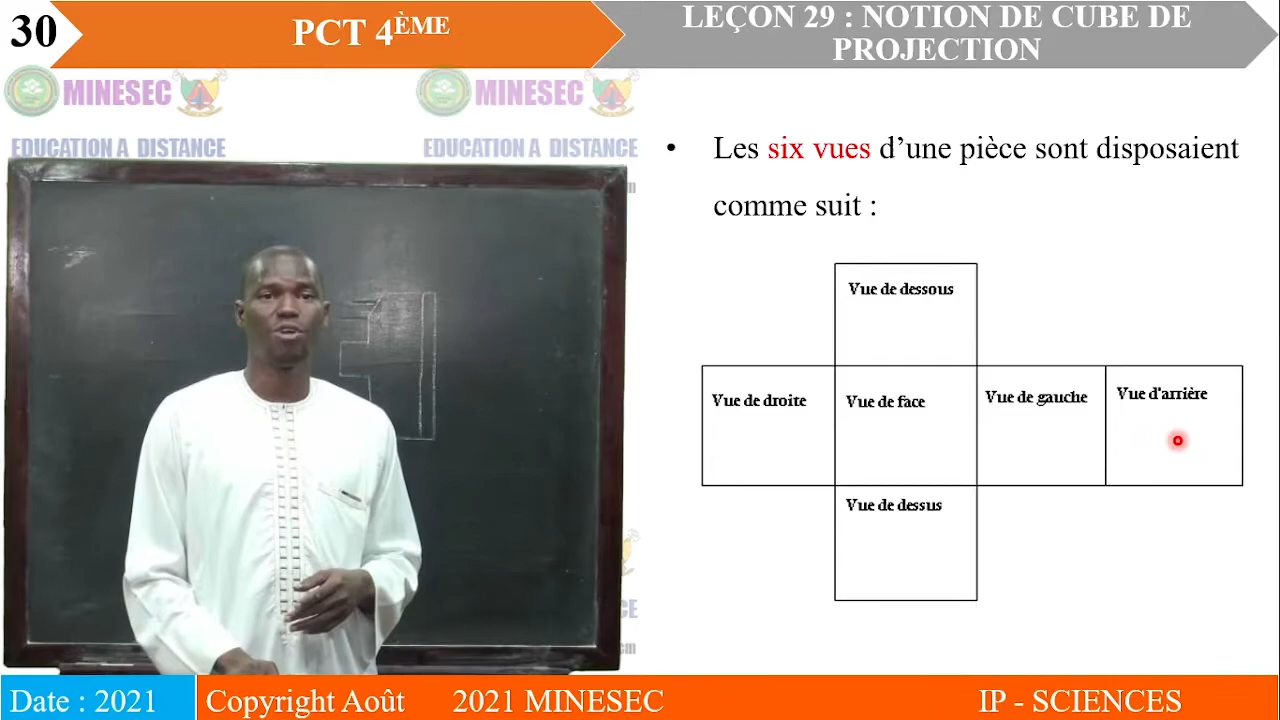 30
PCT 4ÈME
LEÇON 29 : NOTION DE CUBE DE
PROJECTION
MINESEC
MINESEC
EDUCATION A DISTANCE
EDUCATION A DISTANCE
• Les six vues d’une pièce sont disposaient
comme suit :
Vue de dessous
Vue de droite
Vue de face
Vue de gauche
Vue d'arrière
Vue de dessus
Date : 2021
Copyright Août 2021 MINESEC
IP - SCIENCES